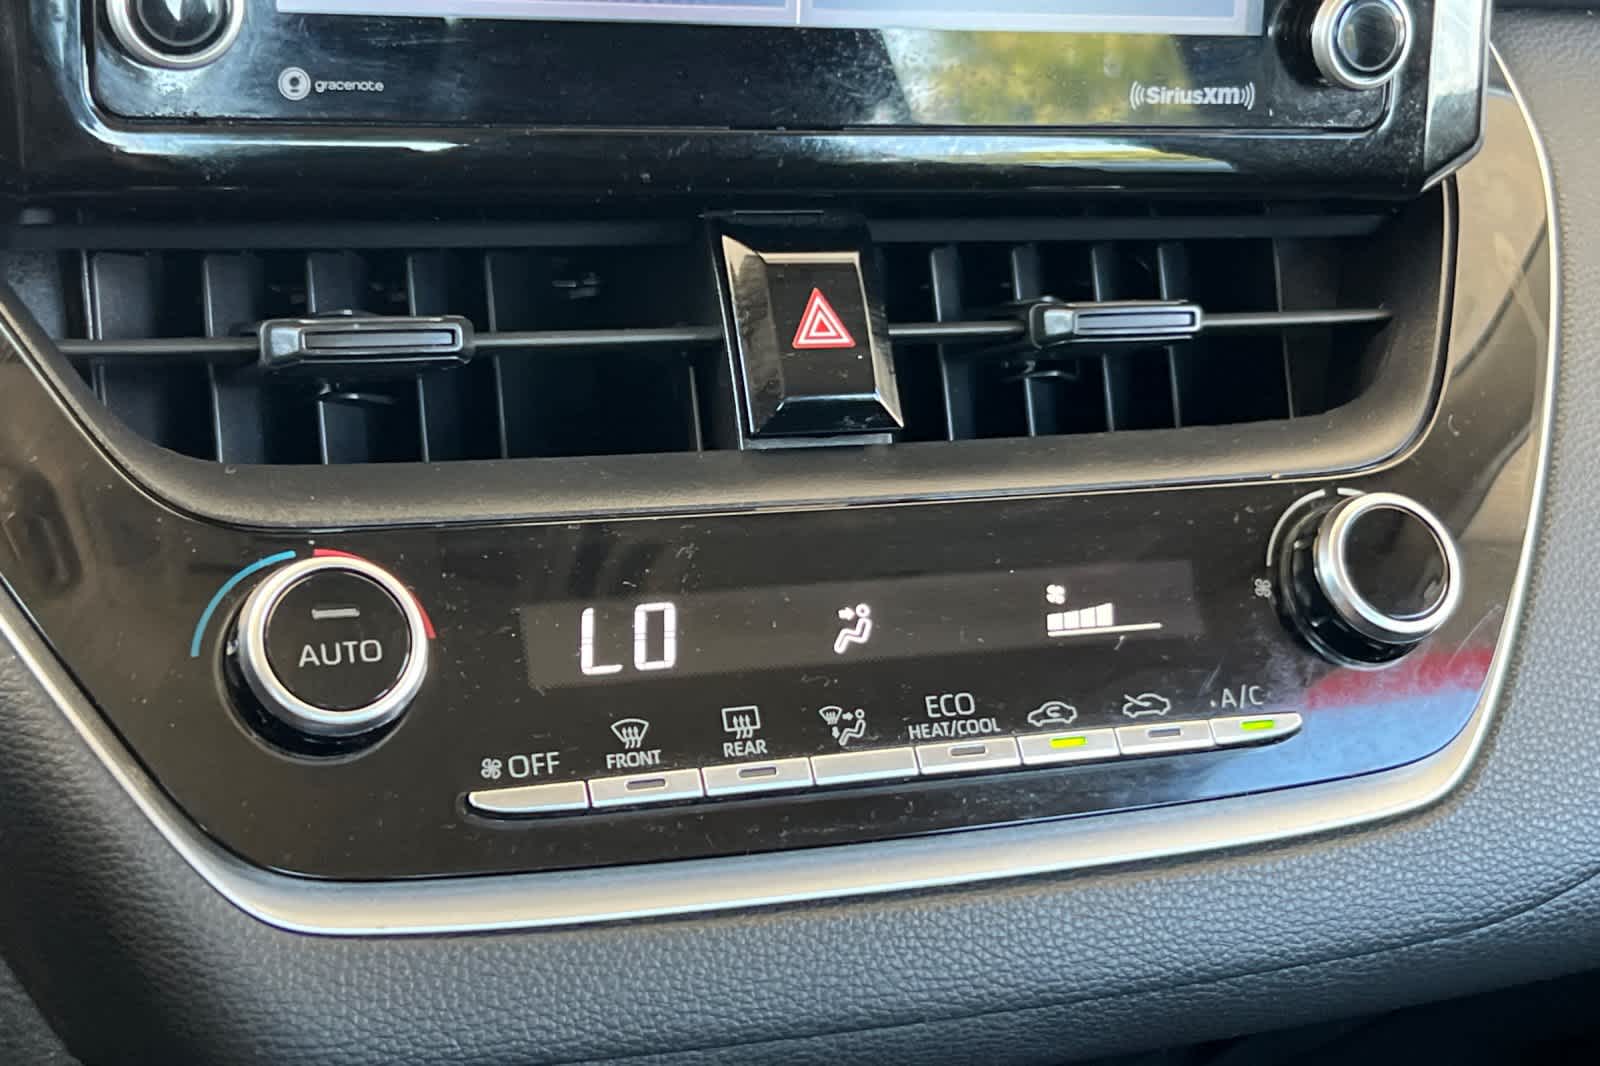 gracenote
((SiriusXM))
AUTO
LO
OFF
FRONT
REAR
ECO
HEAT/COOL
A/C